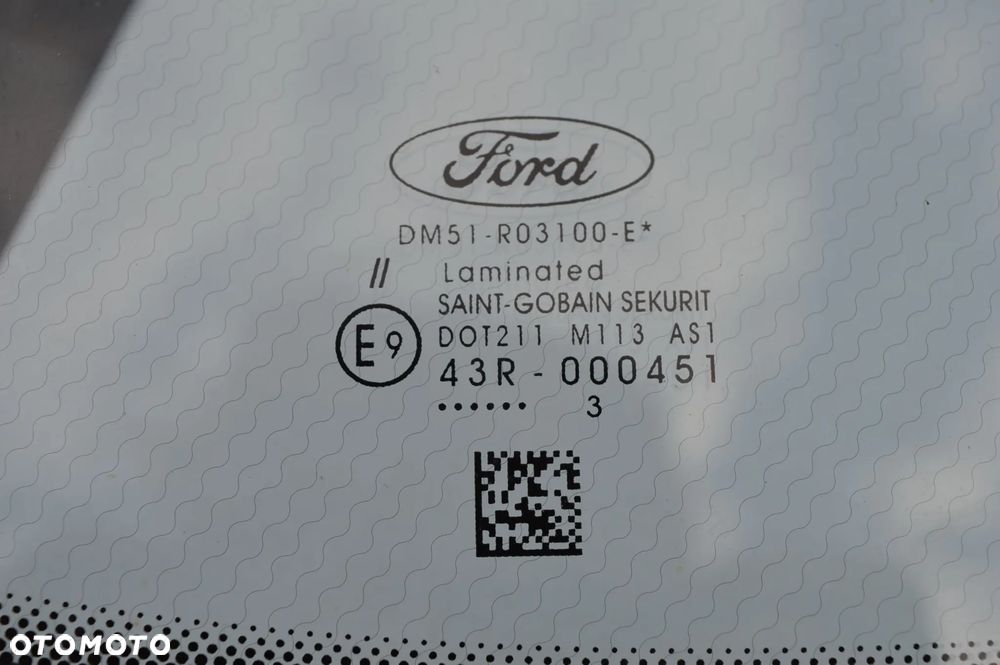 Ford
DM51-R03100-E*
// Laminated
SAINT-GOBAIN SEKURIT
E9
DOT211 M113 AS1
43R - 000451
...... 3
OTOMOTO